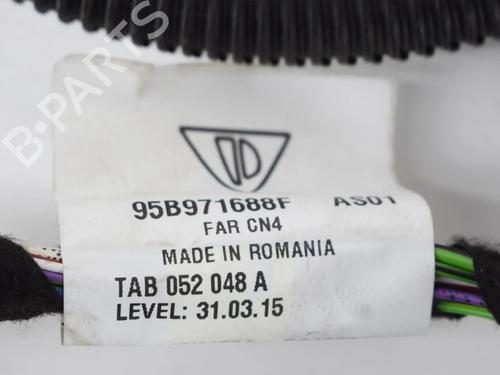 B-PARTS
95B971688F AS01
FAR CN4
MADE IN ROMANIA
TAB 052 048 A
LEVEL: 31.03.15